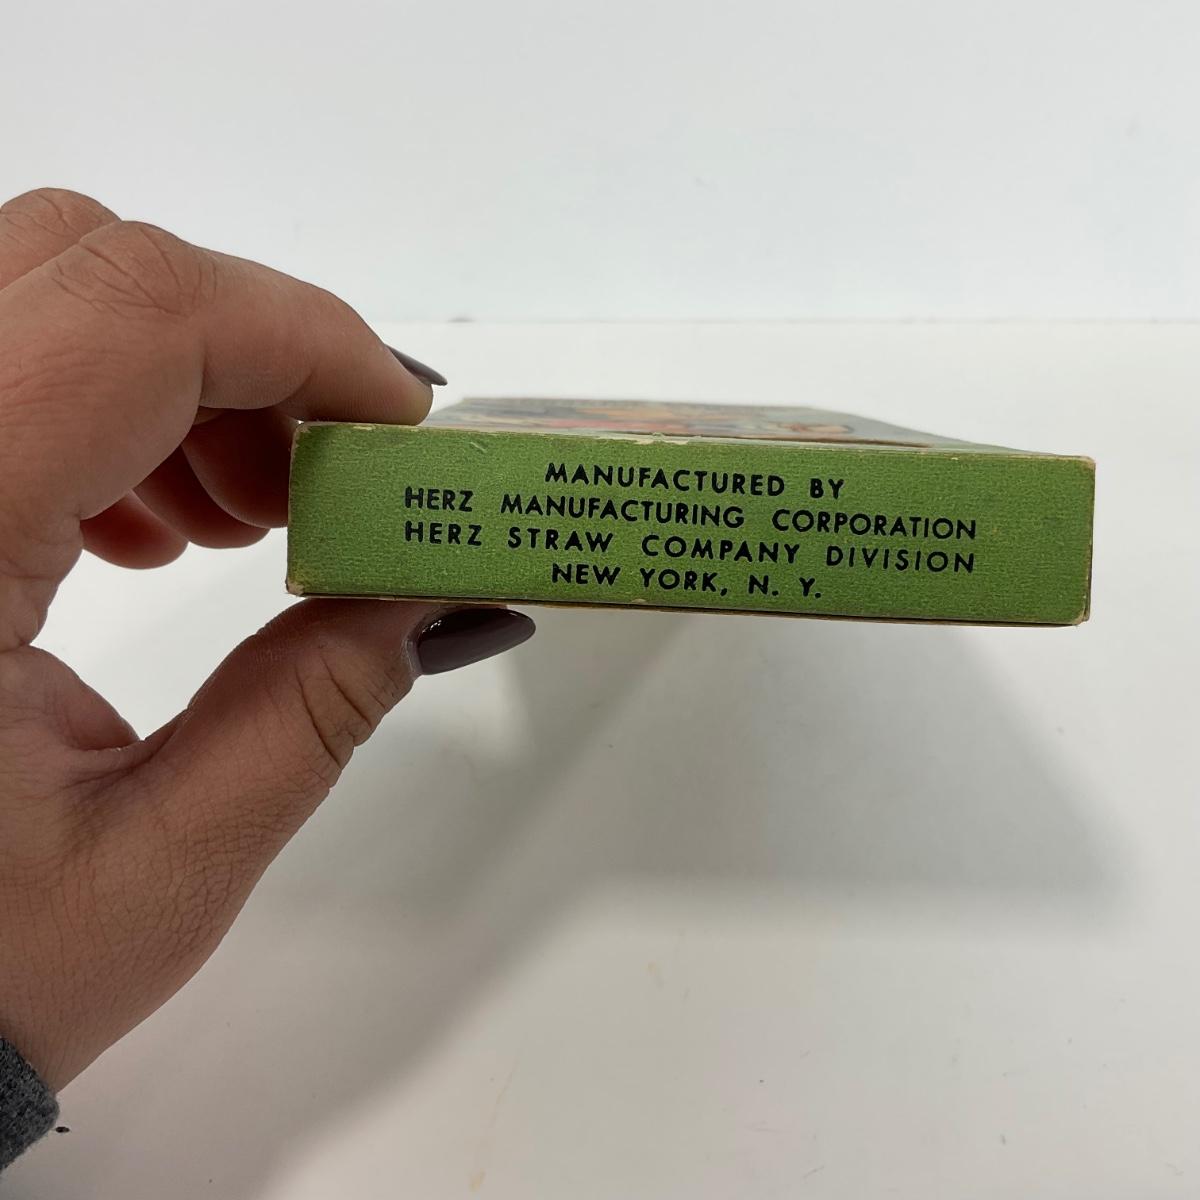 MANUFACTURED BY
HERZ MANUFACTURING CORPORATION
HERZ STRAW COMPANY DIVISION
NEW YORK, N. Y.